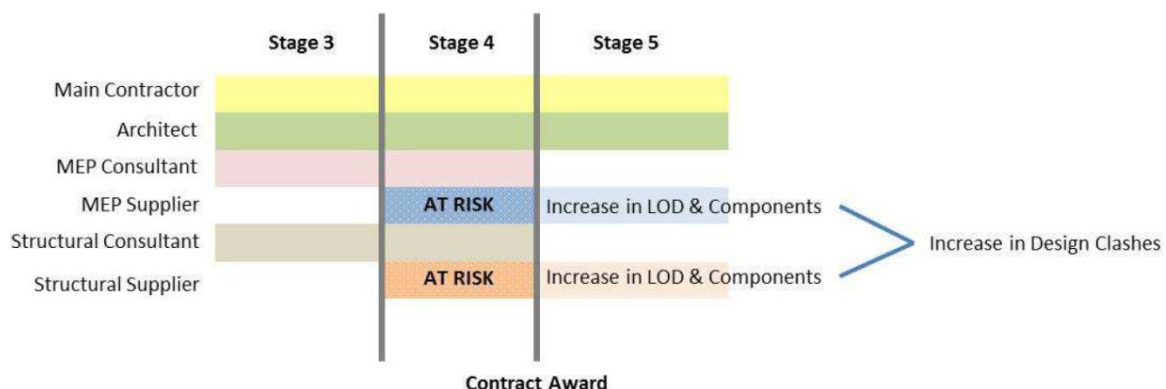 Stage 3 Stage 4 Stage 5
Main Contractor
Architect
MEP Consultant
MEP Supplier AT RISK Increase in LOD & Components
Structural Consultant Increase in Design Clashes
Structural Supplier AT RISK Increase in LOD & Components
Contract Award